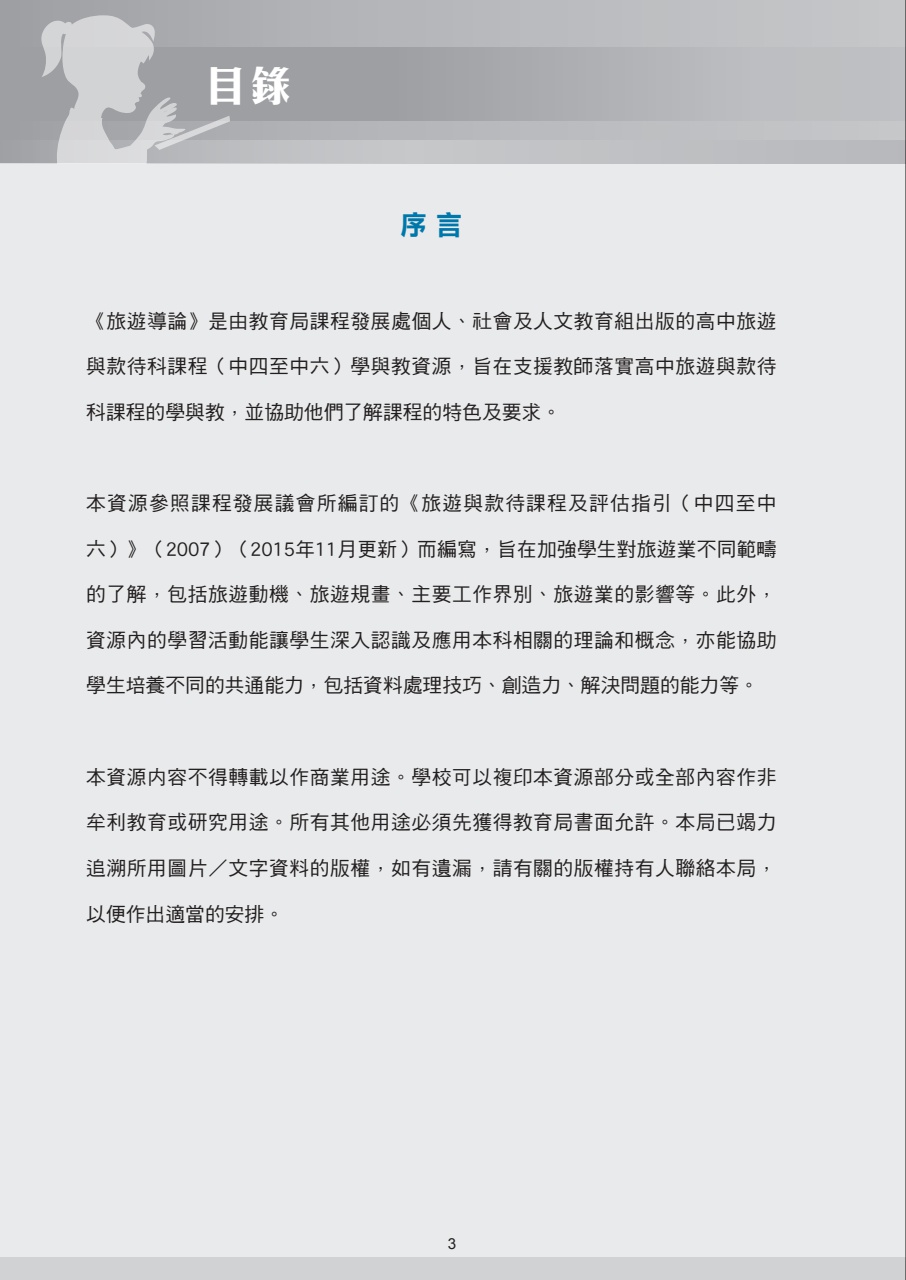 目錄
序言
《旅遊導論》是由教育局課程發展處個人、社會及人文教育組出版的高中旅遊
與款待科課程（中四至中六）學與教資源，旨在支援教師落實高中旅遊與款待
科課程的學與教，並協助他們了解課程的特色及要求。
本資源參照課程發展議會所編訂的《旅遊與款待課程及評估指引（中四至中
六）》（2007）（2015年11月更新）而編寫，旨在加強學生對旅遊業不同範疇
的了解，包括旅遊動機、旅遊規畫、主要工作界別、旅遊業的影響等。此外，
資源內的學習活動能讓學生深入認識及應用本科相關的理論和概念，亦能協助
學生培養不同的共通能力，包括資料處理技巧、創造力、解決問題的能力等。
本資源內容不得轉載以作商業用途。學校可以複印本資源部分或全部內容作非
牟利教育或研究用途。所有其他用途必須先獲得教育局書面允許。本局已竭力
追溯所用圖片／文字資料的版權，如有遺漏，請有關的版權持有人聯絡本局，
以便作出適當的安排。
3